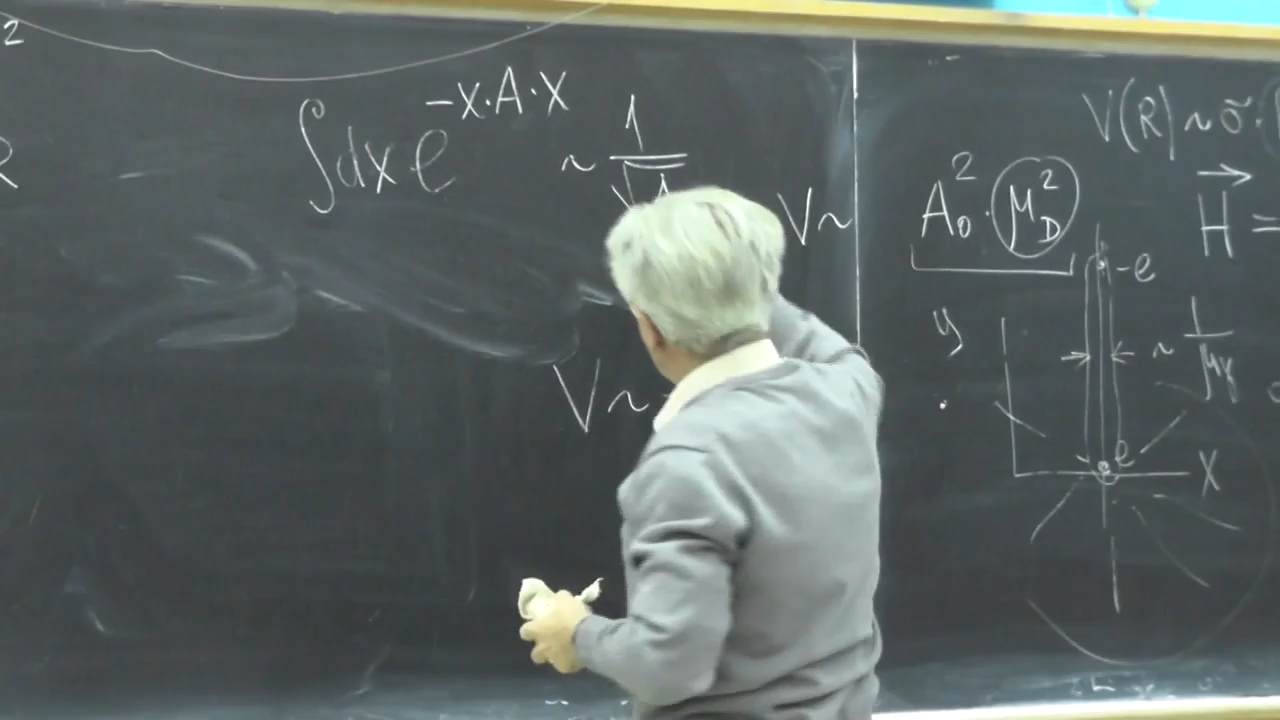 2
∫dx e^{-x·A·x} ~ 1/√A
V~
V~
V(R) ~ σ̃·
A₀²·μ_D²
H⃗ =
-e
y
~ 1/μ_γ
e
X